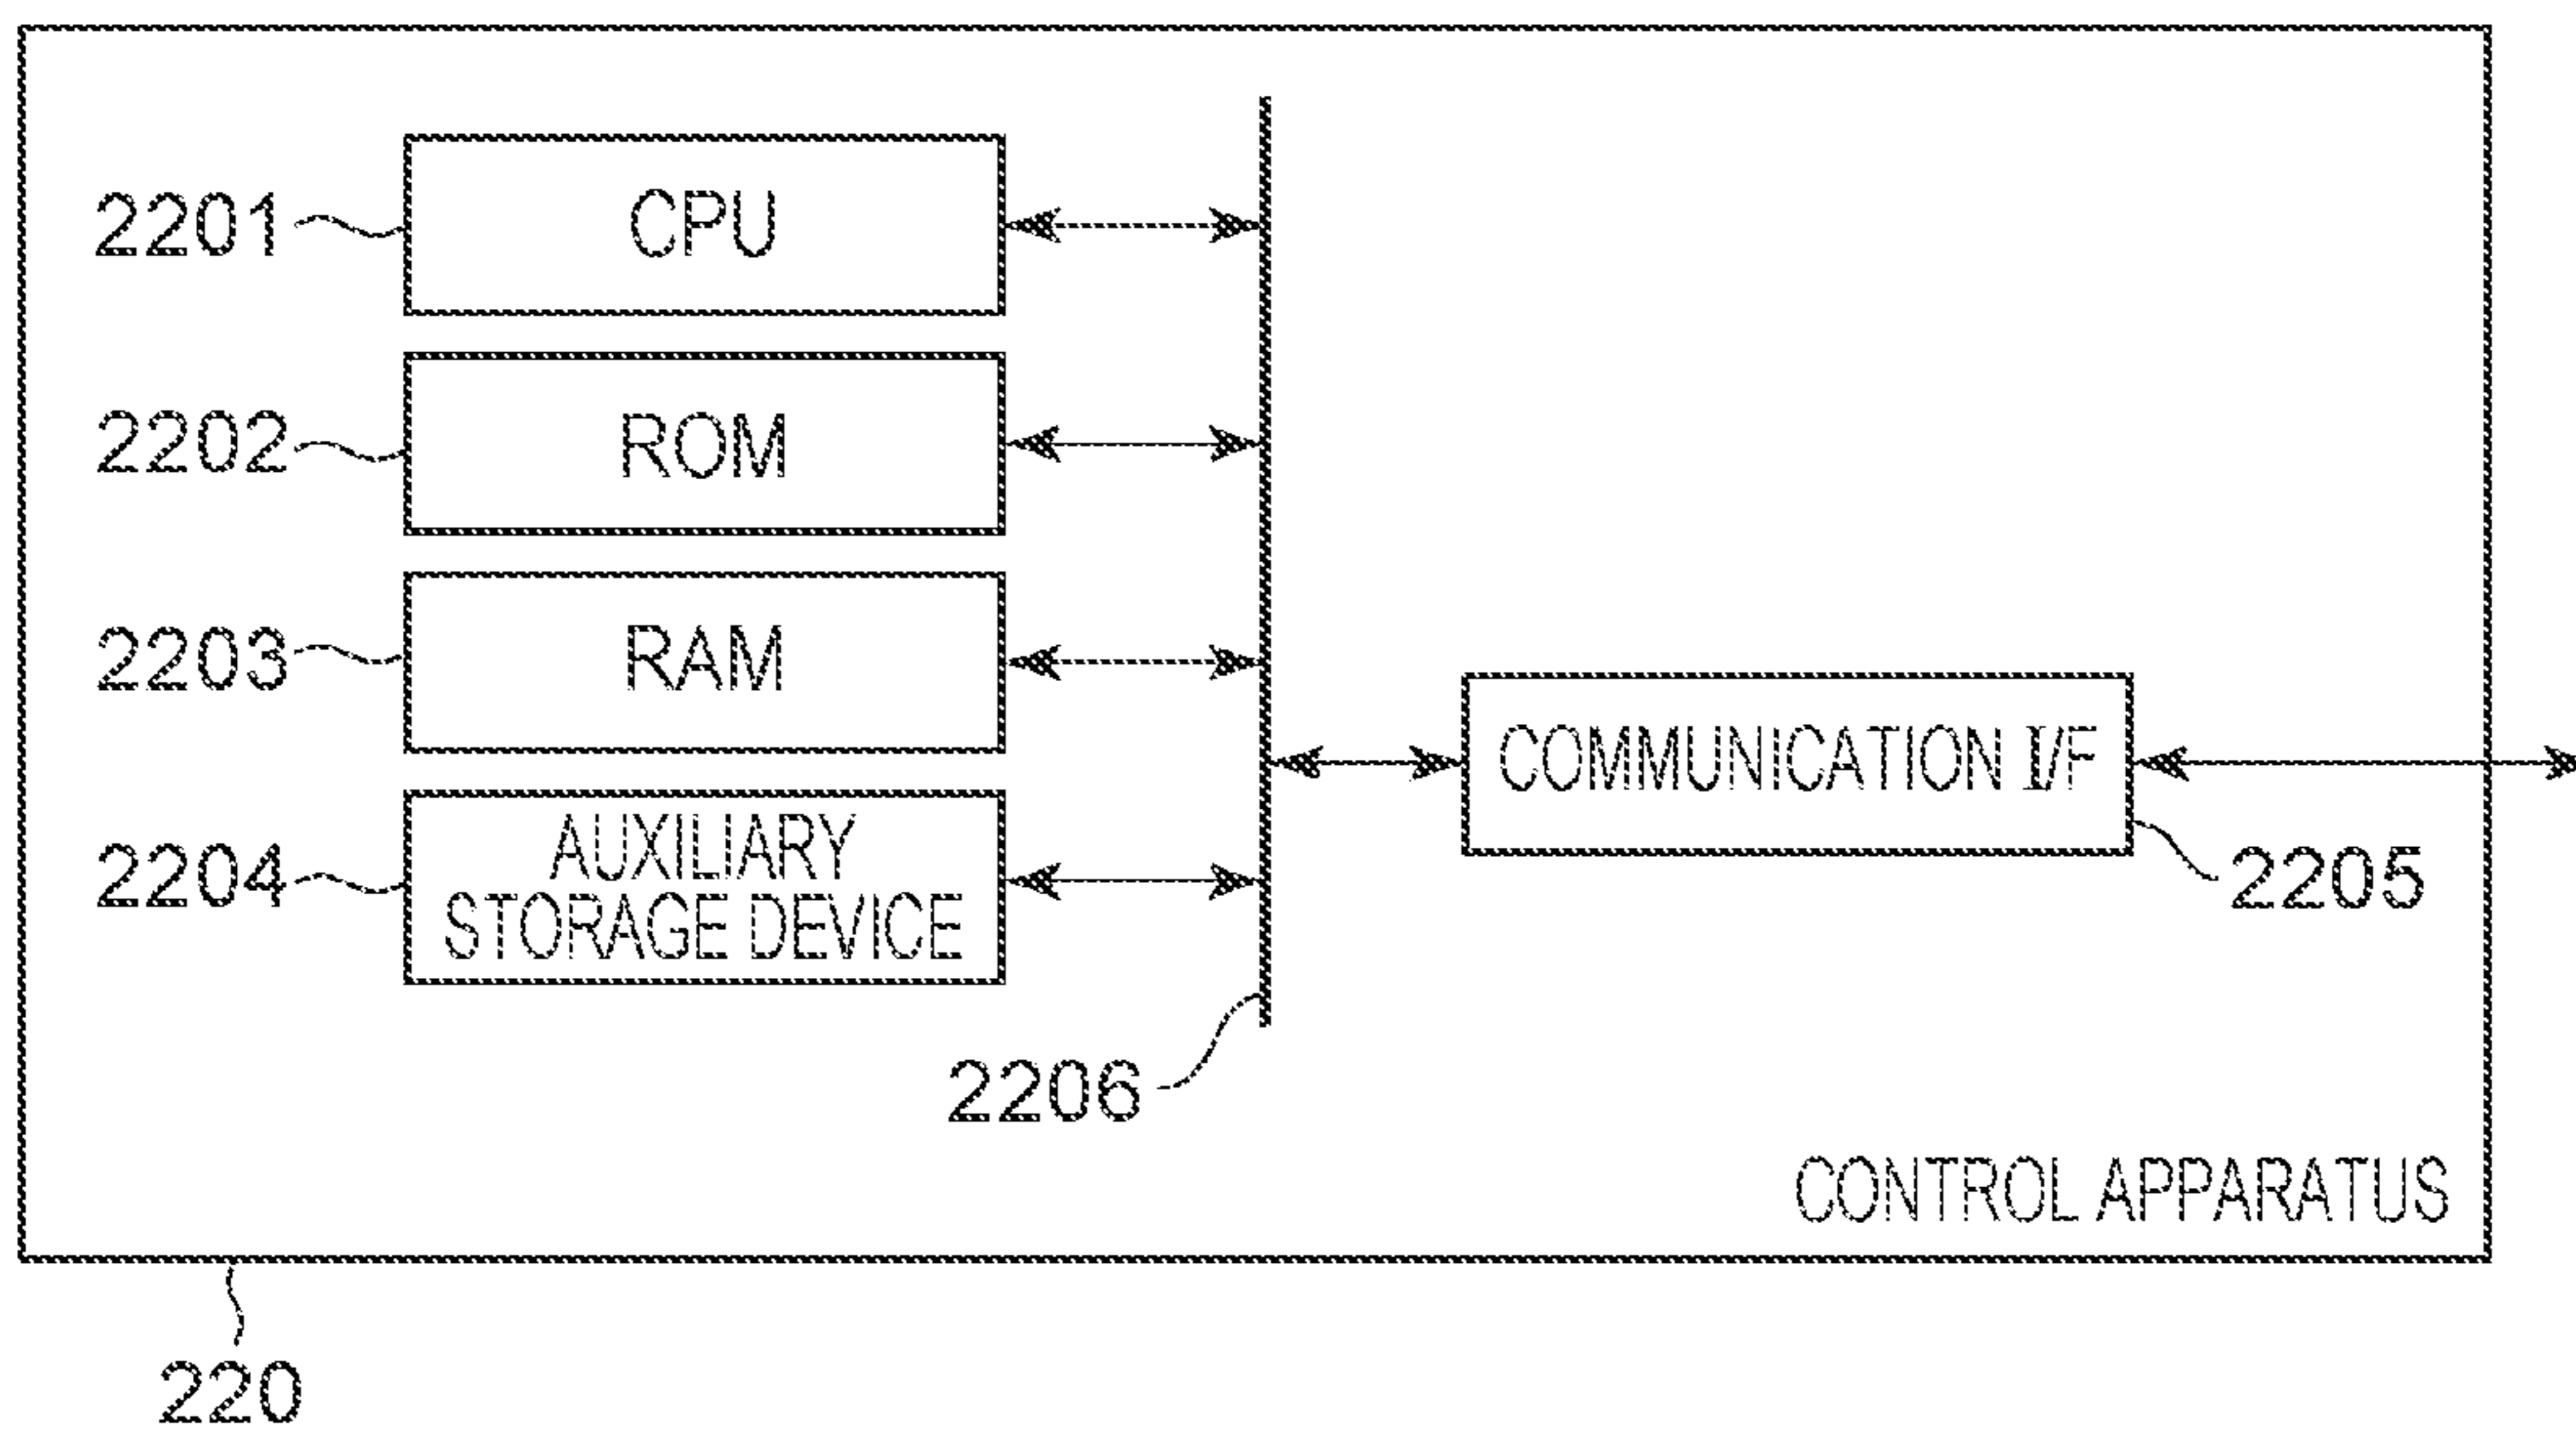 2201
CPU
2202
ROM
2203
RAM
COMMUNICATION I/F
2204
AUXILIARY
STORAGE DEVICE
2205
2206
CONTROL APPARATUS
220